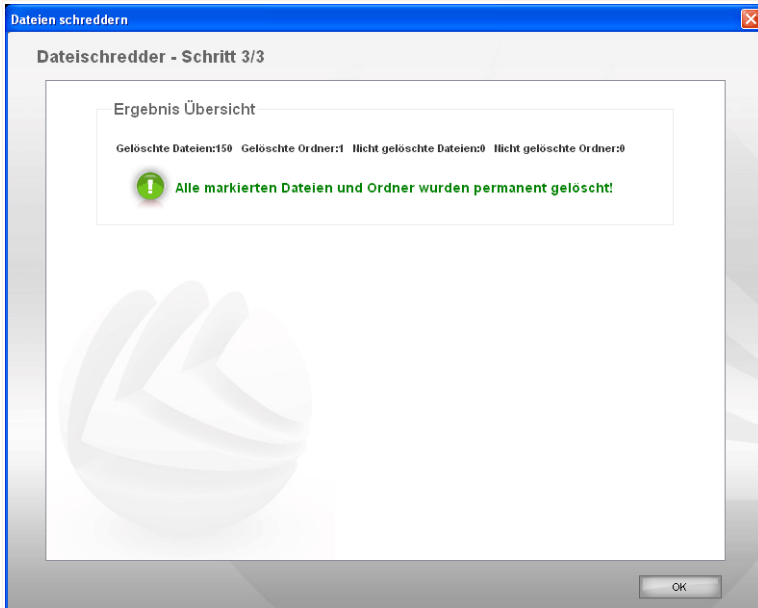 Dateien schreddern
Dateischredder - Schritt 3/3
Ergebnis Übersicht
Gelöschte Dateien:150 Gelöschte Ordner:1 Nicht gelöschte Dateien:0 Nicht gelöschte Ordner:0
Alle markierten Dateien und Ordner wurden permanent gelöscht!
OK